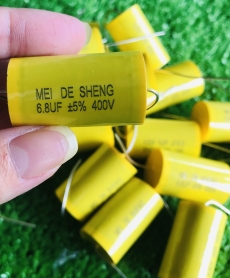 MEI DE SHENG
6.8UF ±5% 400V